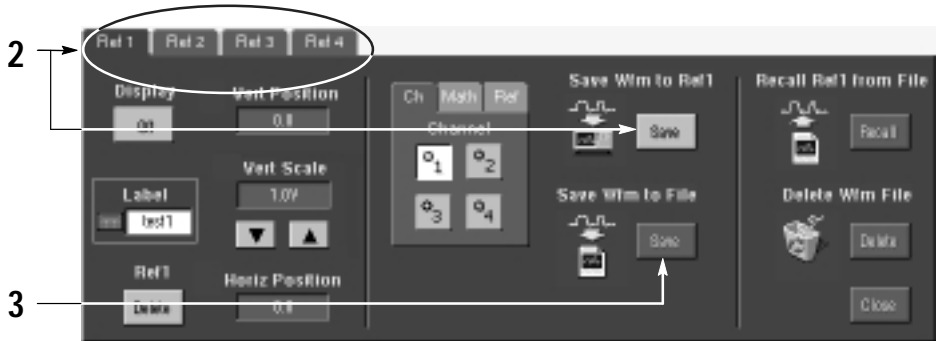 2
Ref 1 Ref 2 Ref 3 Ref 4
Display
Off
Vert Position
0.0
Label
test1
Vert Scale
1.0V
Ref1
Delete
Horiz Position
0.0
Ch Math Ref
Channel
1 2
3 4
Save Wfm to Ref1
Save
Save Wfm to File
Save
Recall Ref1 from File
Recall
Delete Wfm File
Delete
Close
3